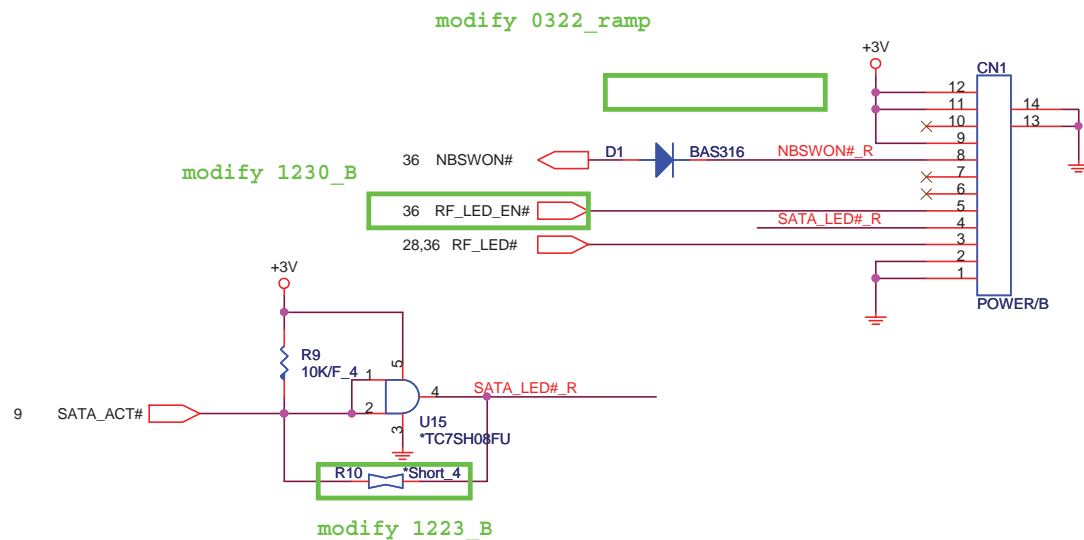 modify 0322_ramp
+3V
CN1
12
11
14
10
13
9
36 NBSWON#
D1
BAS316
NBSWON#_R
8
modify 1230_B
7
6
36 RF_LED_EN#
5
SATA_LED#_R
4
28,36 RF_LED#
3
2
1
+3V
POWER/B
R9
10K/F_4
5
1
4
SATA_LED#_R
9 SATA_ACT#
2
U15
3
*TC7SH08FU
R10
*Short_4
modify 1223_B